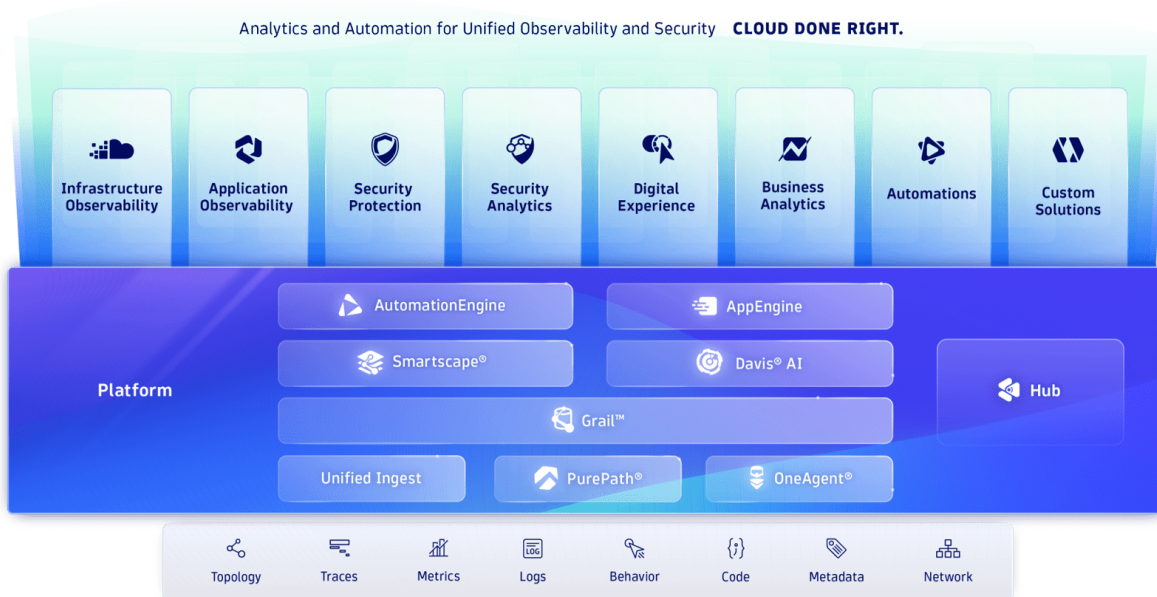 Analytics and Automation for Unified Observability and Security CLOUD DONE RIGHT.
Infrastructure
Observability
Application
Observability
Security
Protection
Security
Analytics
Digital
Experience
Business
Analytics
Automations
Custom
Solutions
Platform
AutomationEngine
AppEngine
Smartscape®
Davis® AI
Grail™
Hub
Unified Ingest
PurePath®
OneAgent®
LOG
Topology
Traces
Metrics
Logs
Behavior
Code
Metadata
Network